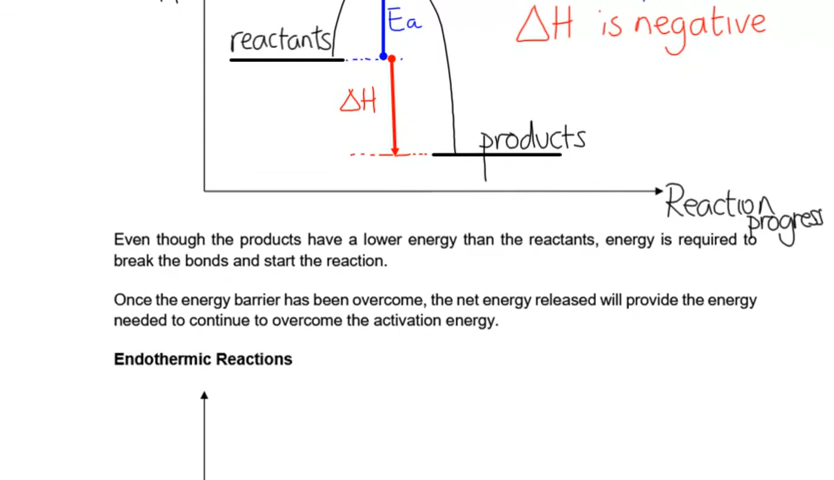 Ea
ΔH is negative
reactants
ΔH
products
Reaction
progress
Even though the products have a lower energy than the reactants, energy is required to
break the bonds and start the reaction.
Once the energy barrier has been overcome, the net energy released will provide the energy
needed to continue to overcome the activation energy.
Endothermic Reactions